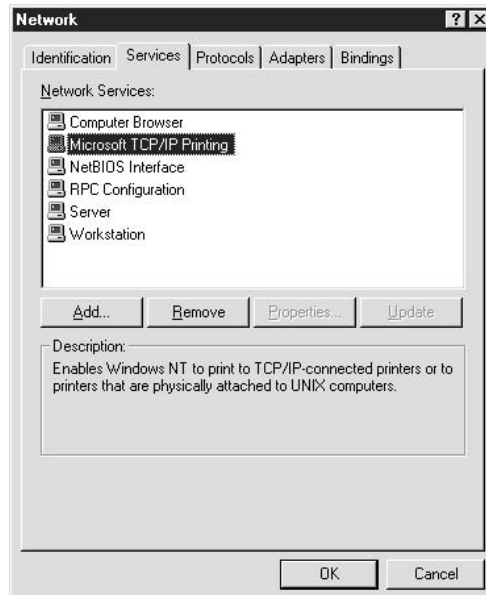 Network
? X
Identification Services Protocols Adapters Bindings
Network Services:
Computer Browser
Microsoft TCP/IP Printing
NetBIOS Interface
RPC Configuration
Server
Workstation
Add... Remove Properties... Update
Description:
Enables Windows NT to print to TCP/IP-connected printers or to
printers that are physically attached to UNIX computers.
OK Cancel